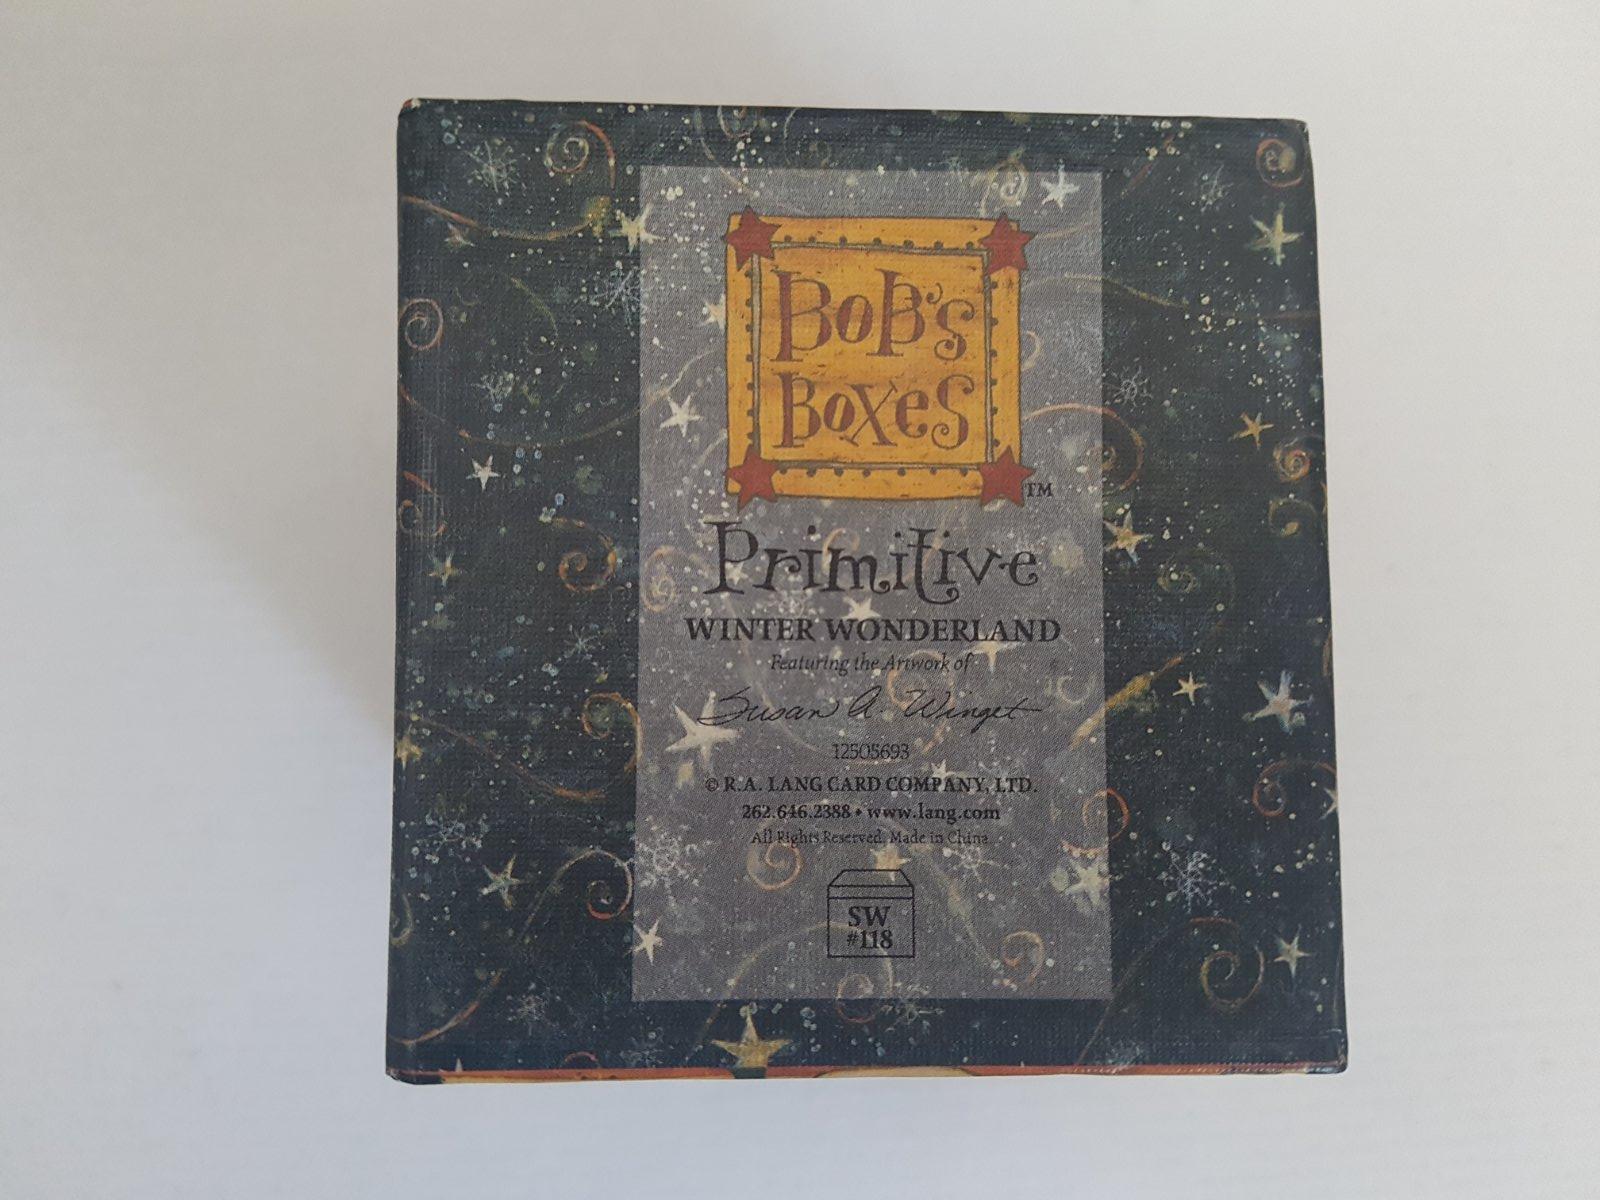 BoB's
BoXes
TM
Primitive
WINTER WONDERLAND
Featuring the Artwork of
Susan A. Winget
12505693
© R.A. LANG CARD COMPANY, LTD.
262.646.2388 • www.lang.com
All Rights Reserved. Made in China
SW
#118